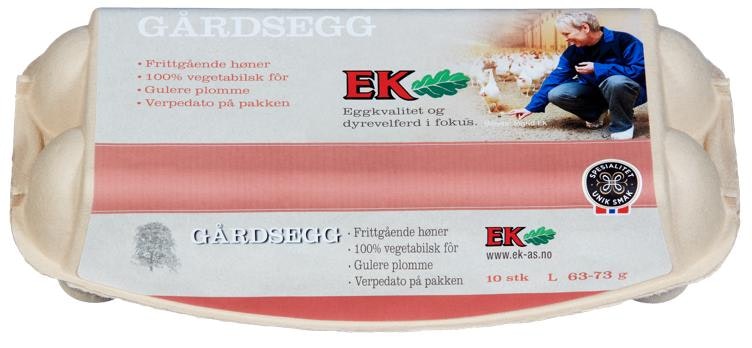 GÅRDSEGG
• Frittgående høner
• 100% vegetabilsk fôr
• Gulere plomme
• Verpedato på pakken
EK
Eggkvalitet og
dyrevelferd i fokus.
SPESIALITET
UNIK SMAK
GÅRDSEGG
· Frittgående høner
· 100% vegetabilsk fôr
· Gulere plomme
· Verpedato på pakken
EK
www.ek-as.no
10 stk L 63-73 g